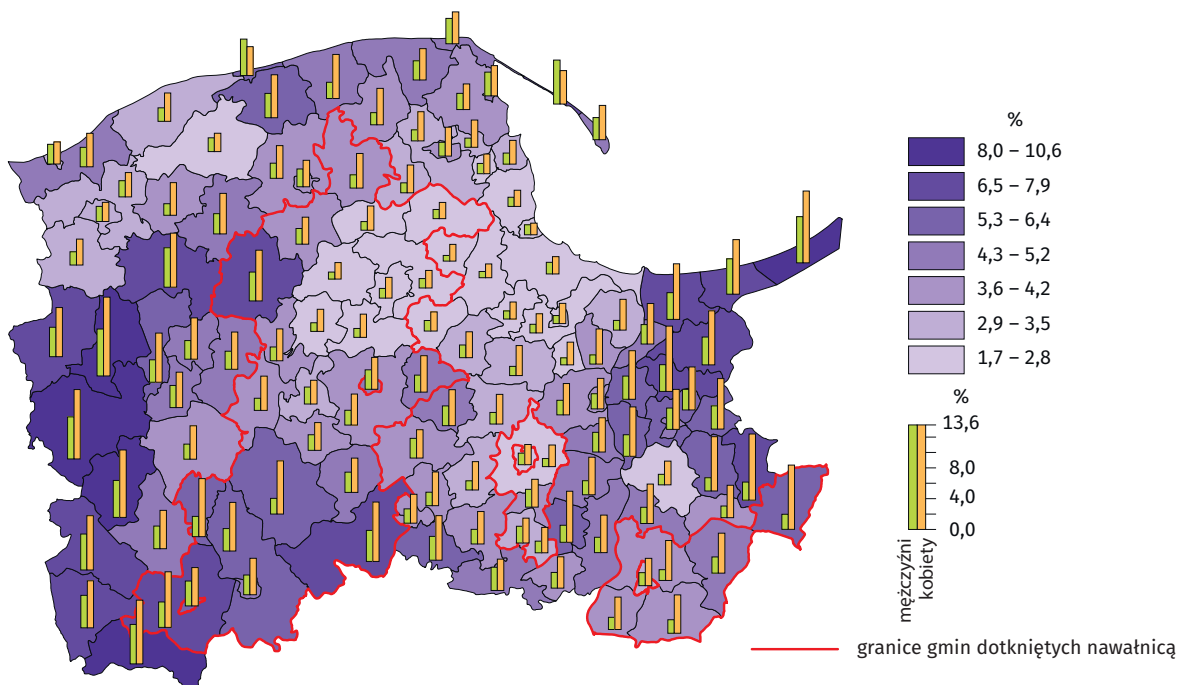 %
8,0 – 10,6
6,5 – 7,9
5,3 – 6,4
4,3 – 5,2
3,6 – 4,2
2,9 – 3,5
1,7 – 2,8
%
13,6
8,0
4,0
0,0
mężczyźni
kobiety
granice gmin dotkniętych nawałnicą